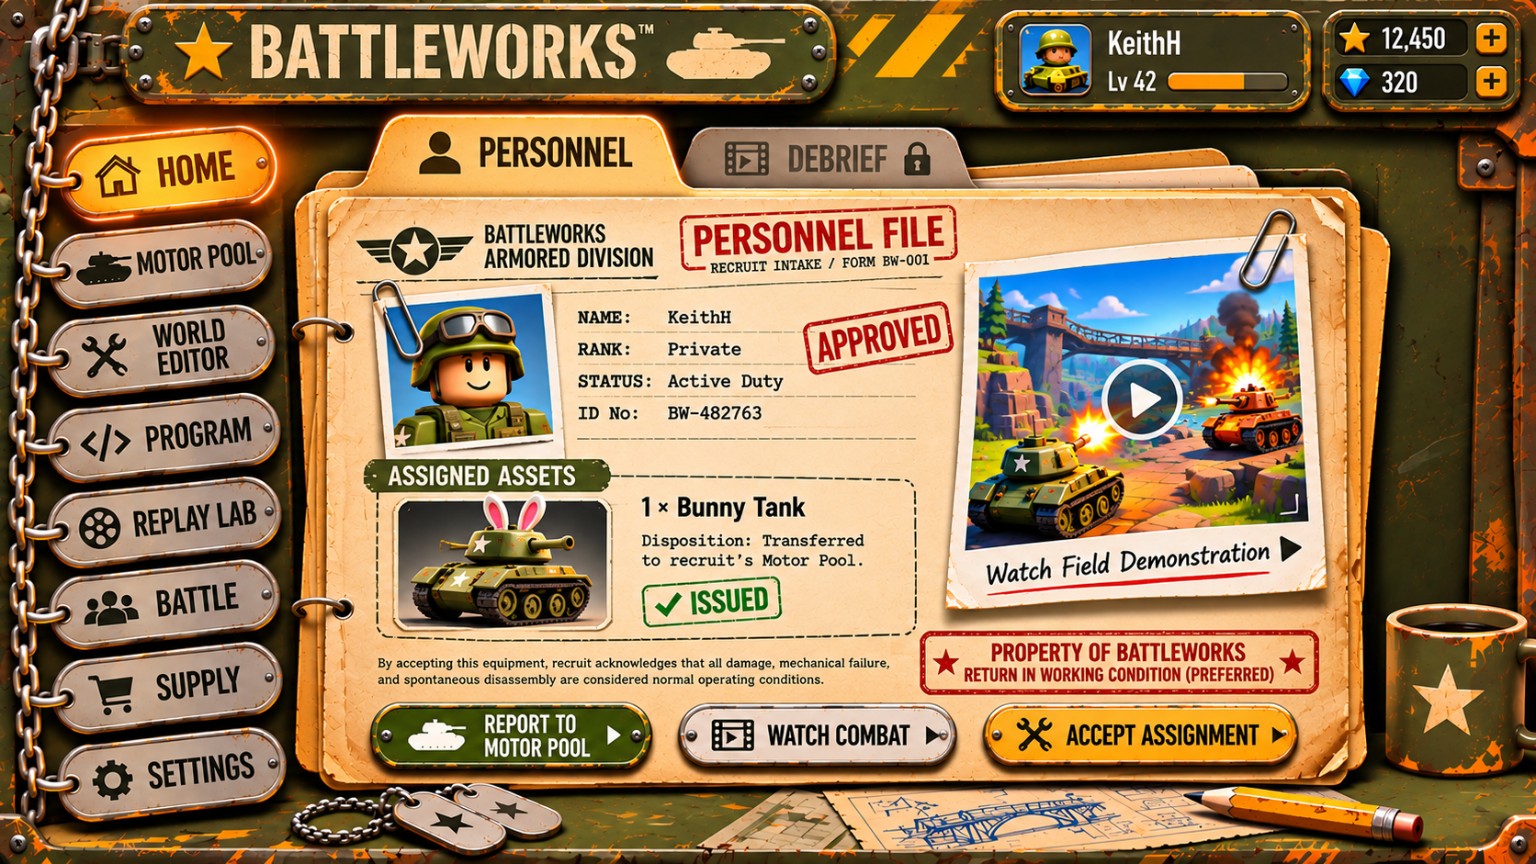 BATTLEWORKS™
KeithH
Lv 42
12,450
320
HOME
MOTOR POOL
WORLD
EDITOR
PROGRAM
REPLAY LAB
BATTLE
SUPPLY
SETTINGS
PERSONNEL
DEBRIEF
BATTLEWORKS
ARMORED DIVISION
PERSONNEL FILE
RECRUIT INTAKE / FORM BW-001
NAME: KeithH
RANK: Private
STATUS: Active Duty
ID No: BW-482763
APPROVED
Watch Field Demonstration
ASSIGNED ASSETS
1 × Bunny Tank
Disposition: Transferred
to recruit's Motor Pool.
ISSUED
By accepting this equipment, recruit acknowledges that all damage, mechanical failure,
and spontaneous disassembly are considered normal operating conditions.
PROPERTY OF BATTLEWORKS
RETURN IN WORKING CONDITION (PREFERRED)
REPORT TO
MOTOR POOL
WATCH COMBAT
ACCEPT ASSIGNMENT